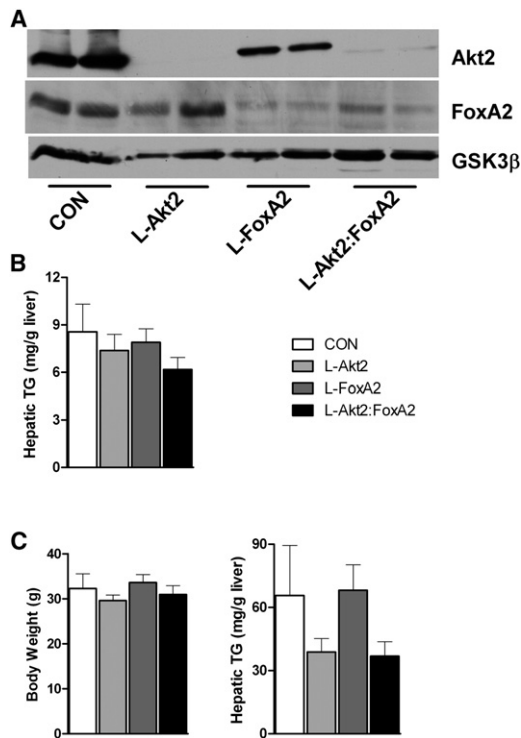 A
Akt2
FoxA2
GSK3β
CON
L-Akt2
L-FoxA2
L-Akt2:FoxA2
B
Hepatic TG (mg/g liver)
12
9
6
3
0
CON
L-Akt2
L-FoxA2
L-Akt2:FoxA2
C
Body Weight (g)
40
30
20
10
0
Hepatic TG (mg/g liver)
90
60
30
0